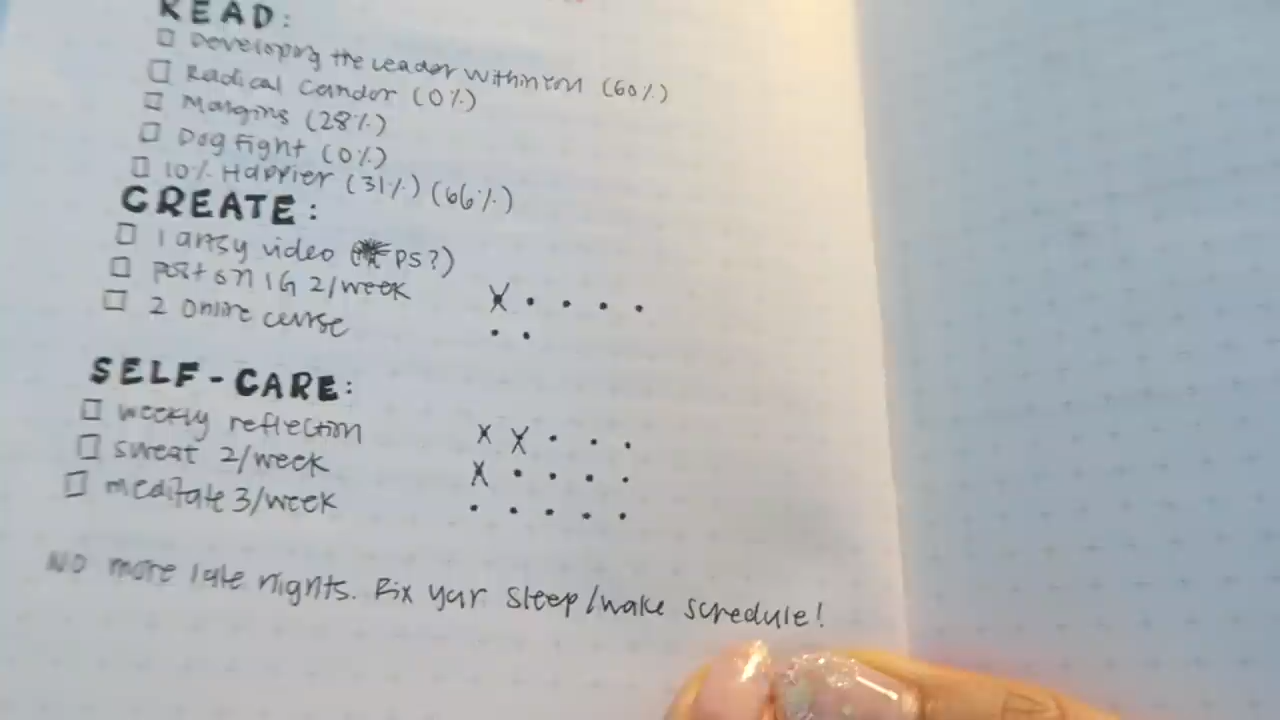 READ:
☐ Developing the Leader Within You (60%)
☐ Radical Candor (0%)
☐ Margins (28%)
☐ Dog Fight (0%)
☐ 10% Happier (31%) (66%)
CREATE:
☐ 1 artsy video (PS?)
☐ post on IG 2/week X • • • •
☐ 2 online course • •
SELF-CARE:
☐ weekly reflection X X • • •
☐ sweat 2/week X • • • •
☐ meditate 3/week • • • • •
NO more late nights. Fix your sleep/wake schedule!